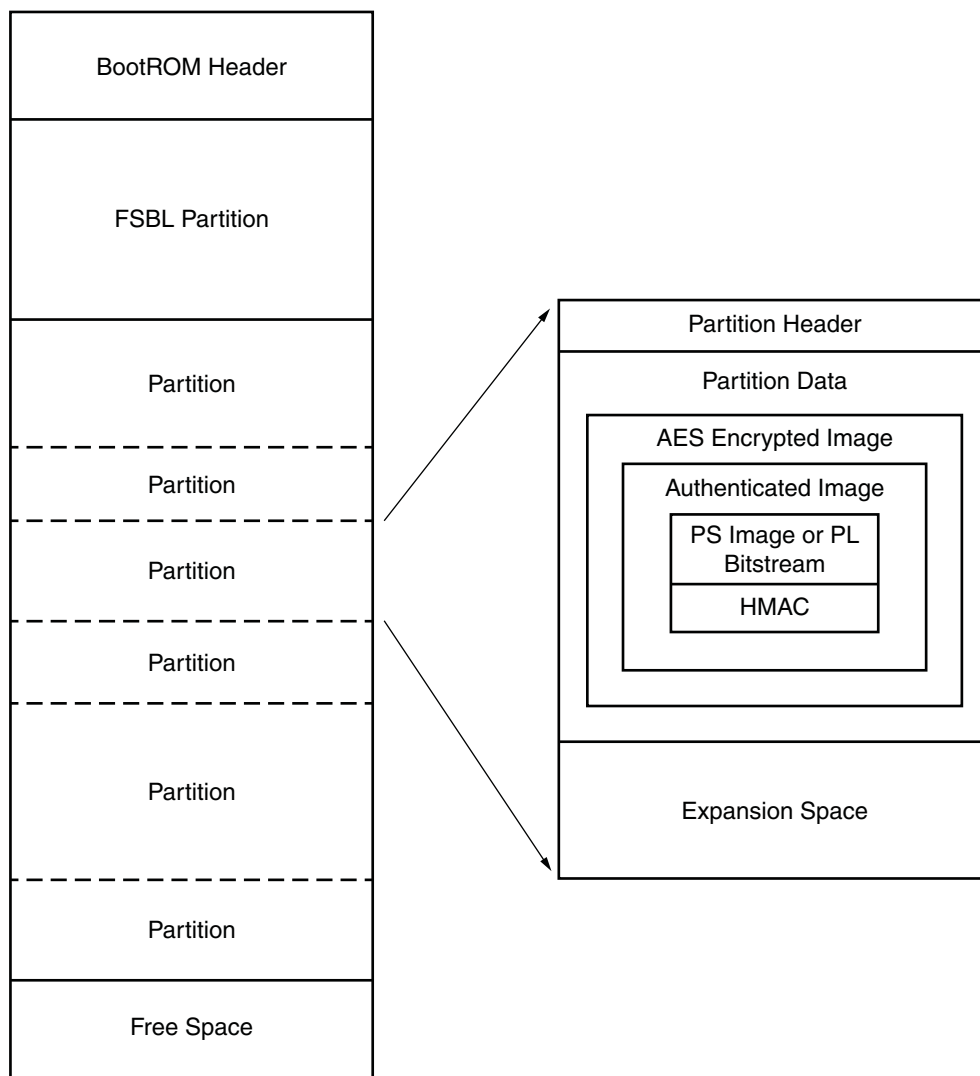 BootROM Header
FSBL Partition
Partition
Partition
Partition
Partition
Partition
Partition
Free Space
Partition Header
Partition Data
AES Encrypted Image
Authenticated Image
PS Image or PL
Bitstream
HMAC
Expansion Space